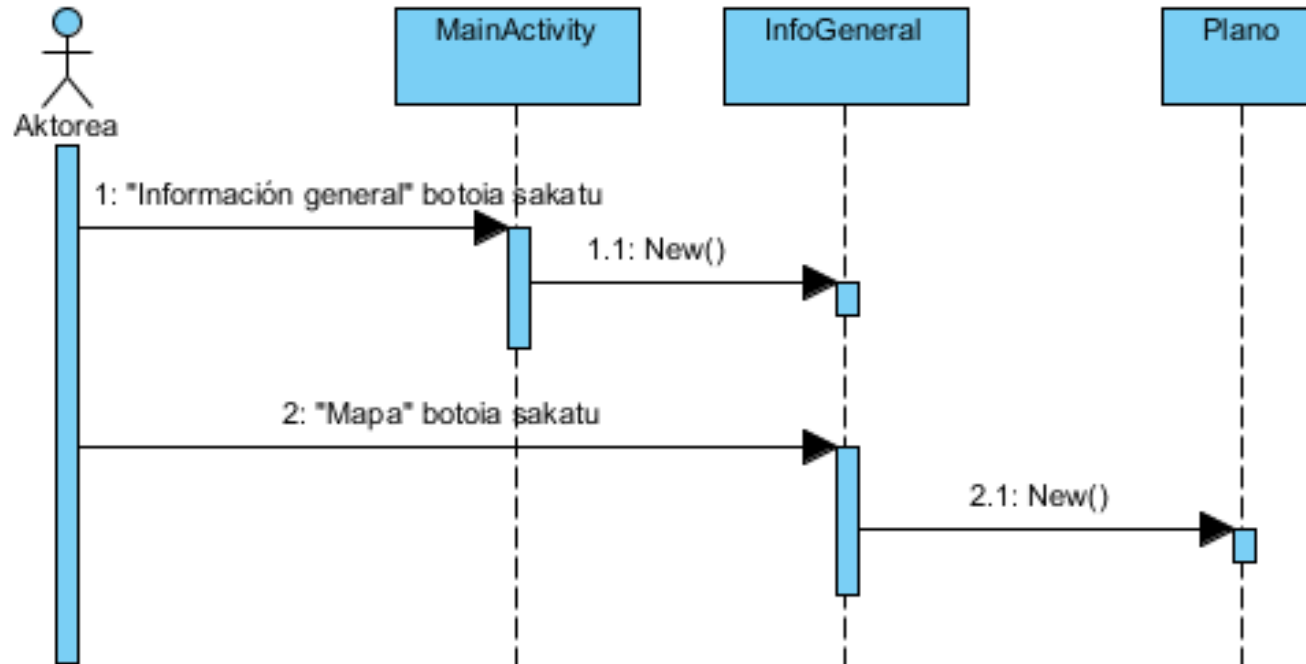 MainActivity
InfoGeneral
Plano
Aktorea
1: "Información general" botoia sakatu
1.1: New()
2: "Mapa" botoia sakatu
2.1: New()